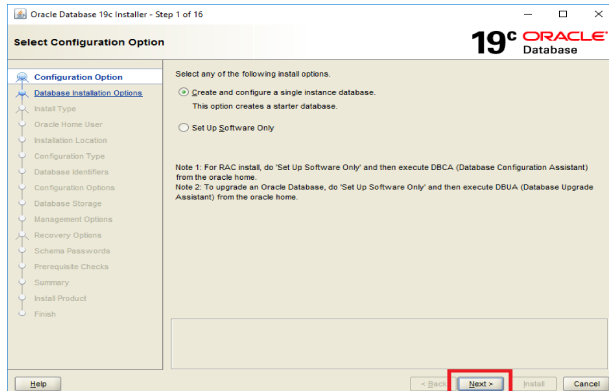 Oracle Database 19c Installer - Step 1 of 16
Select Configuration Option
19c ORACLE
Database
Configuration Option
Database Installation Options
Install Type
Oracle Home User
Installation Location
Configuration Type
Database Identifiers
Configuration Options
Database Storage
Management Options
Recovery Options
Schema Passwords
Prerequisite Checks
Summary
Install Product
Finish
Select any of the following install options.
Create and configure a single instance database.
This option creates a starter database.
Set Up Software Only
Note 1: For RAC install, do 'Set Up Software Only' and then execute DBCA (Database Configuration Assistant)
from the oracle home.
Note 2: To upgrade an Oracle Database, do 'Set Up Software Only' and then execute DBUA (Database Upgrade
Assistant) from the oracle home.
Help
< Back
Next >
Install
Cancel